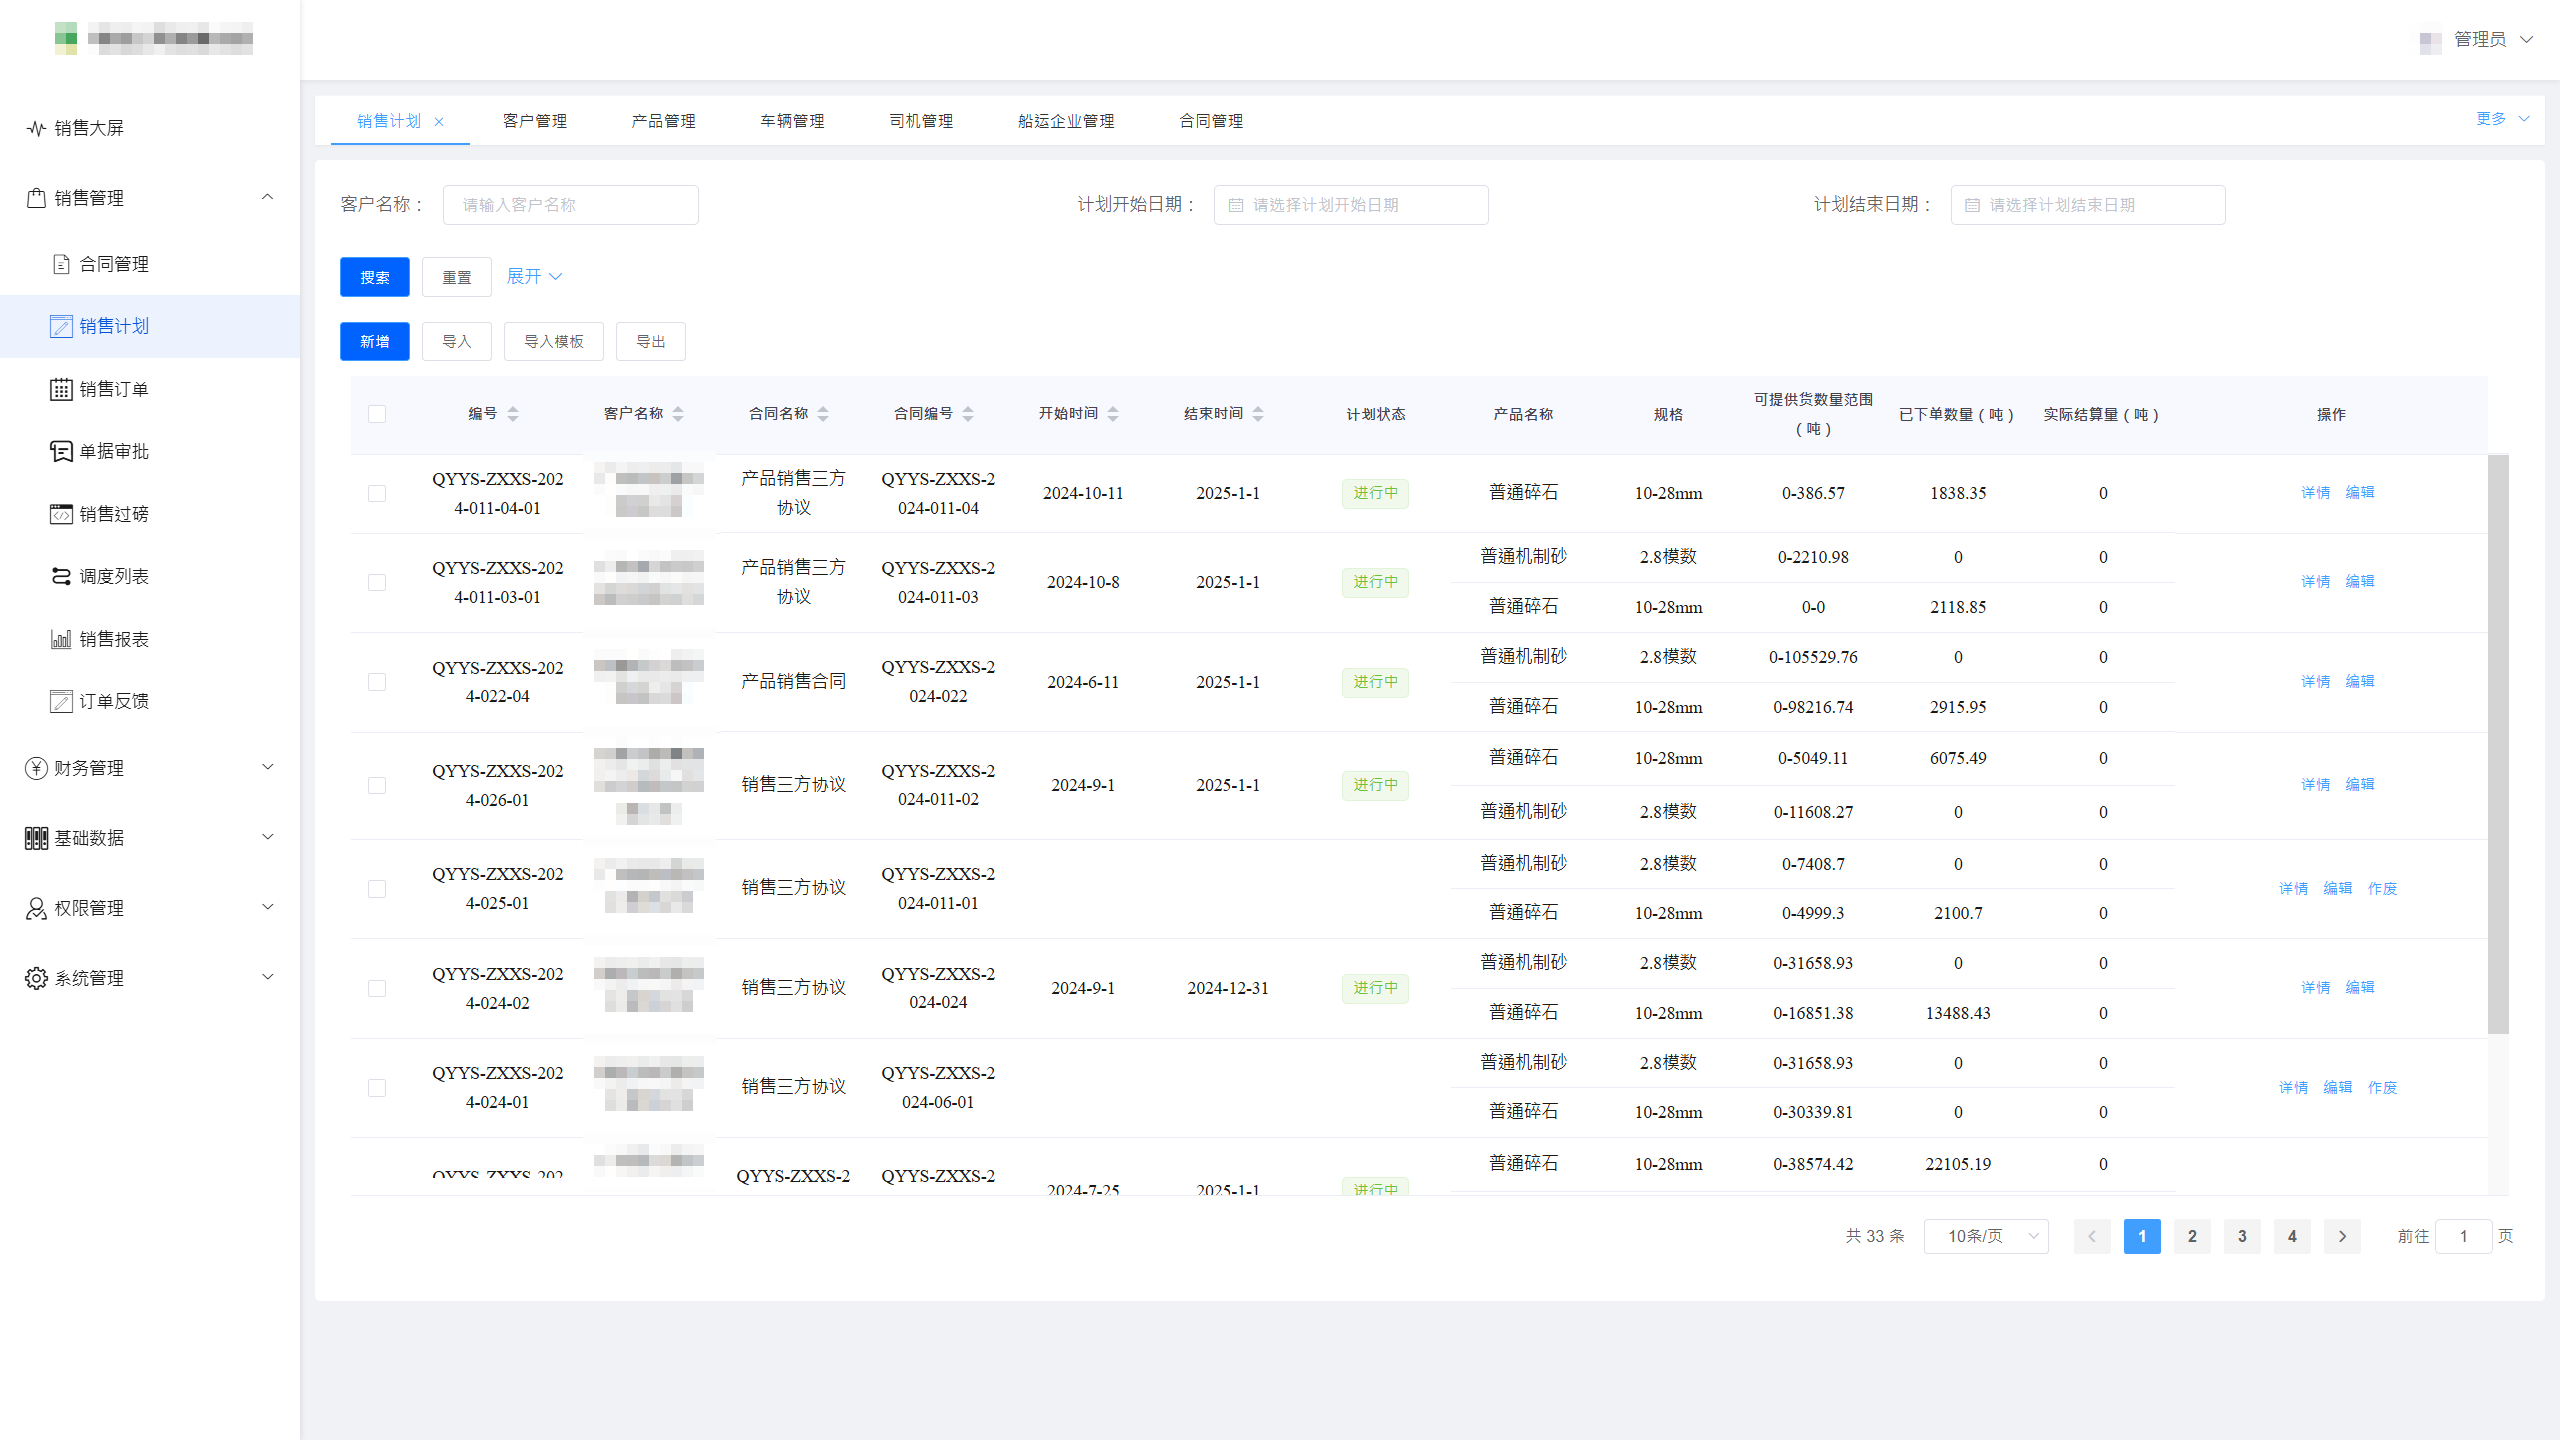 管理员
销售大屏
销售管理
合同管理
销售计划
销售订单
单据审批
销售过磅
调度列表
销售报表
订单反馈
财务管理
基础数据
权限管理
系统管理
销售计划 × 客户管理 产品管理 车辆管理 司机管理 船运企业管理 合同管理 更多
客户名称： 请输入客户名称 计划开始日期： 请选择计划开始日期 计划结束日期： 请选择计划结束日期
搜索 重置 展开
新增 导入 导入模板 导出
编号 客户名称 合同名称 合同编号 开始时间 结束时间 计划状态 产品名称 规格 可提供货数量范围 已下单数量（吨） 实际结算量（吨） 操作
（吨）
QYYS-ZXXS-202 产品销售三方 QYYS-ZXXS-2
4-011-04-01 协议 024-011-04
2024-10-11 2025-1-1 进行中 普通碎石 10-28mm 0-386.57 1838.35 0 详情 编辑
QYYS-ZXXS-202 产品销售三方 QYYS-ZXXS-2
4-011-03-01 协议 024-011-03
2024-10-8 2025-1-1 进行中
普通机制砂 2.8模数 0-2210.98 0 0
普通碎石 10-28mm 0-0 2118.85 0
详情 编辑
QYYS-ZXXS-202 产品销售合同 QYYS-ZXXS-2
4-022-04 024-022
2024-6-11 2025-1-1 进行中
普通机制砂 2.8模数 0-105529.76 0 0
普通碎石 10-28mm 0-98216.74 2915.95 0
详情 编辑
QYYS-ZXXS-202 销售三方协议 QYYS-ZXXS-2
4-026-01 024-011-02
2024-9-1 2025-1-1 进行中
普通碎石 10-28mm 0-5049.11 6075.49 0
普通机制砂 2.8模数 0-11608.27 0 0
详情 编辑
QYYS-ZXXS-202 销售三方协议 QYYS-ZXXS-2
4-025-01 024-011-01
普通机制砂 2.8模数 0-7408.7 0 0
普通碎石 10-28mm 0-4999.3 2100.7 0
详情 编辑 作废
QYYS-ZXXS-202 销售三方协议 QYYS-ZXXS-2
4-024-02 024-024
2024-9-1 2024-12-31 进行中
普通机制砂 2.8模数 0-31658.93 0 0
普通碎石 10-28mm 0-16851.38 13488.43 0
详情 编辑
QYYS-ZXXS-202 销售三方协议 QYYS-ZXXS-2
4-024-01 024-06-01
普通机制砂 2.8模数 0-31658.93 0 0
普通碎石 10-28mm 0-30339.81 0 0
详情 编辑 作废
QYYS-ZXXS-202 QYYS-ZXXS-2 QYYS-ZXXS-2
2024-7-25 2025-1-1 进行中
普通碎石 10-28mm 0-38574.42 22105.19 0
共 33 条 10条/页 1 2 3 4 前往 1 页